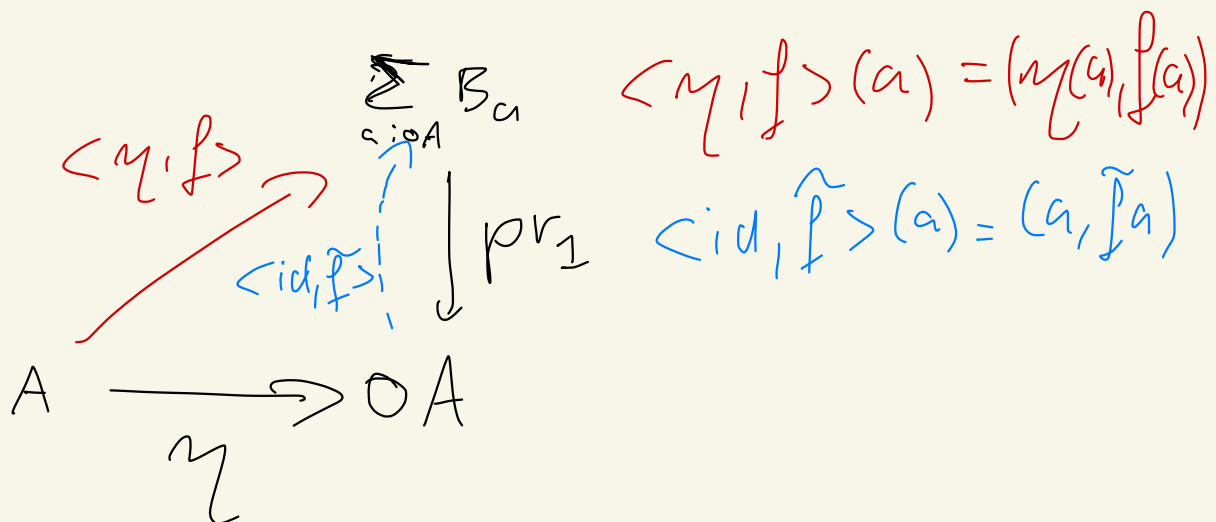 ∑ B_a
a:○A
<η,f>(a) = (η(a),f(a))
<η,f>
<id,f̃>(a) = (a,f̃a)
<id,f̃>
pr₁
A
○A
η